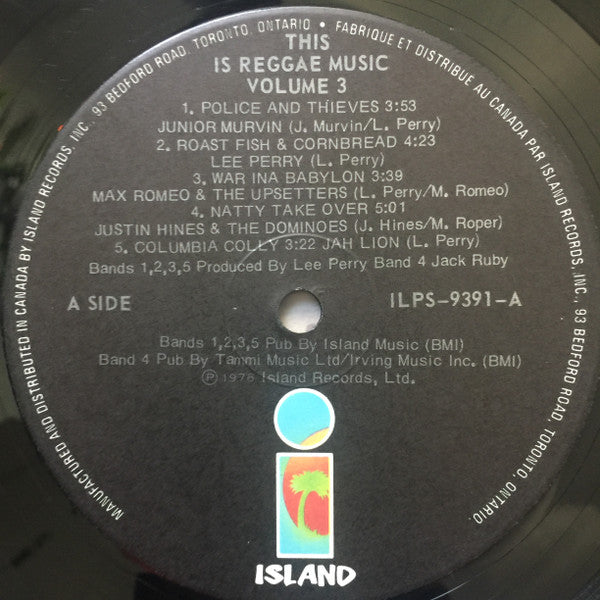 MANUFACTURED AND DISTRIBUTED IN CANADA BY ISLAND RECORDS, INC., 93 BEDFORD ROAD, TORONTO, ONTARIO • FABRIQUE ET DISTRIBUE AU CANADA PAR ISLAND RECORDS, INC., 93 BEDFORD ROAD, TORONTO, ONTARIO.
THIS
IS REGGAE MUSIC
VOLUME 3
1. POLICE AND THIEVES 3:53
JUNIOR MURVIN (J. Murvin/L. Perry)
2. ROAST FISH & CORNBREAD 4:23
LEE PERRY (L. Perry)
3. WAR INA BABYLON 3:39
MAX ROMEO & THE UPSETTERS (L. Perry/M. Romeo)
4. NATTY TAKE OVER 5:01
JUSTIN HINES & THE DOMINOES (J. Hines/M. Roper)
5. COLUMBIA COLLY 3:22 JAH LION (L. Perry)
Bands 1,2,3,5 Produced By Lee Perry Band 4 Jack Ruby
A SIDE ILPS-9391-A
Bands 1,2,3,5 Pub By Island Music (BMI)
Band 4 Pub By Tammi Music Ltd/Irving Music Inc. (BMI)
℗ 1976 Island Records, Ltd.
ISLAND